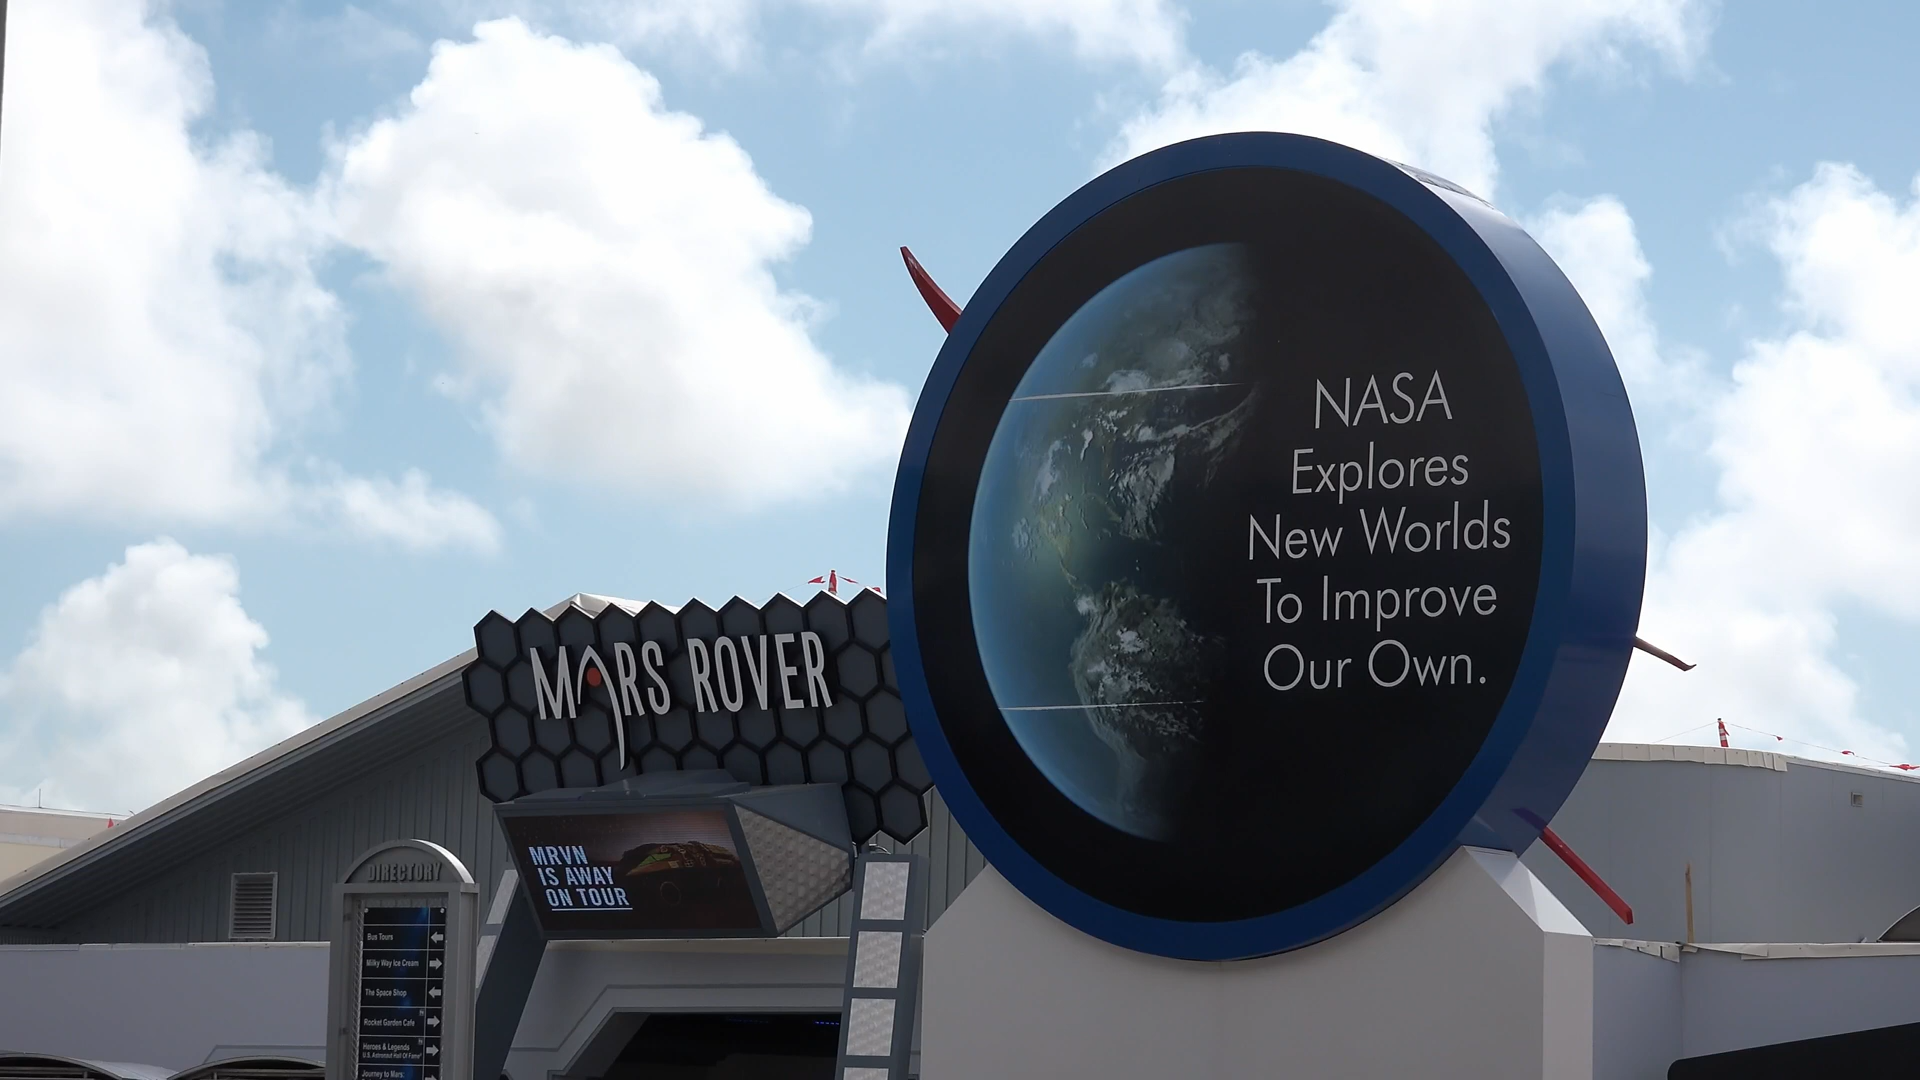 NASA
Explores
New Worlds
To Improve
Our Own.
MARS ROVER
MRVN
IS AWAY
ON TOUR
DIRECTORY
Bus Tours
Milky Way Ice Cream
The Space Shop
Rocket Garden Cafe
Heroes & Legends
U.S. Astronaut Hall Of Fame®
Journey to Mars: